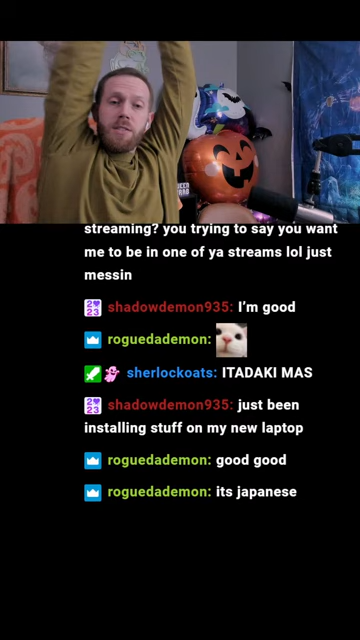 streaming? you trying to say you want
me to be in one of ya streams lol just
messin
shadowdemon935: I'm good
roguedademon:
sherlockoats: ITADAKI MAS
shadowdemon935: just been
installing stuff on my new laptop
roguedademon: good good
roguedademon: its japanese